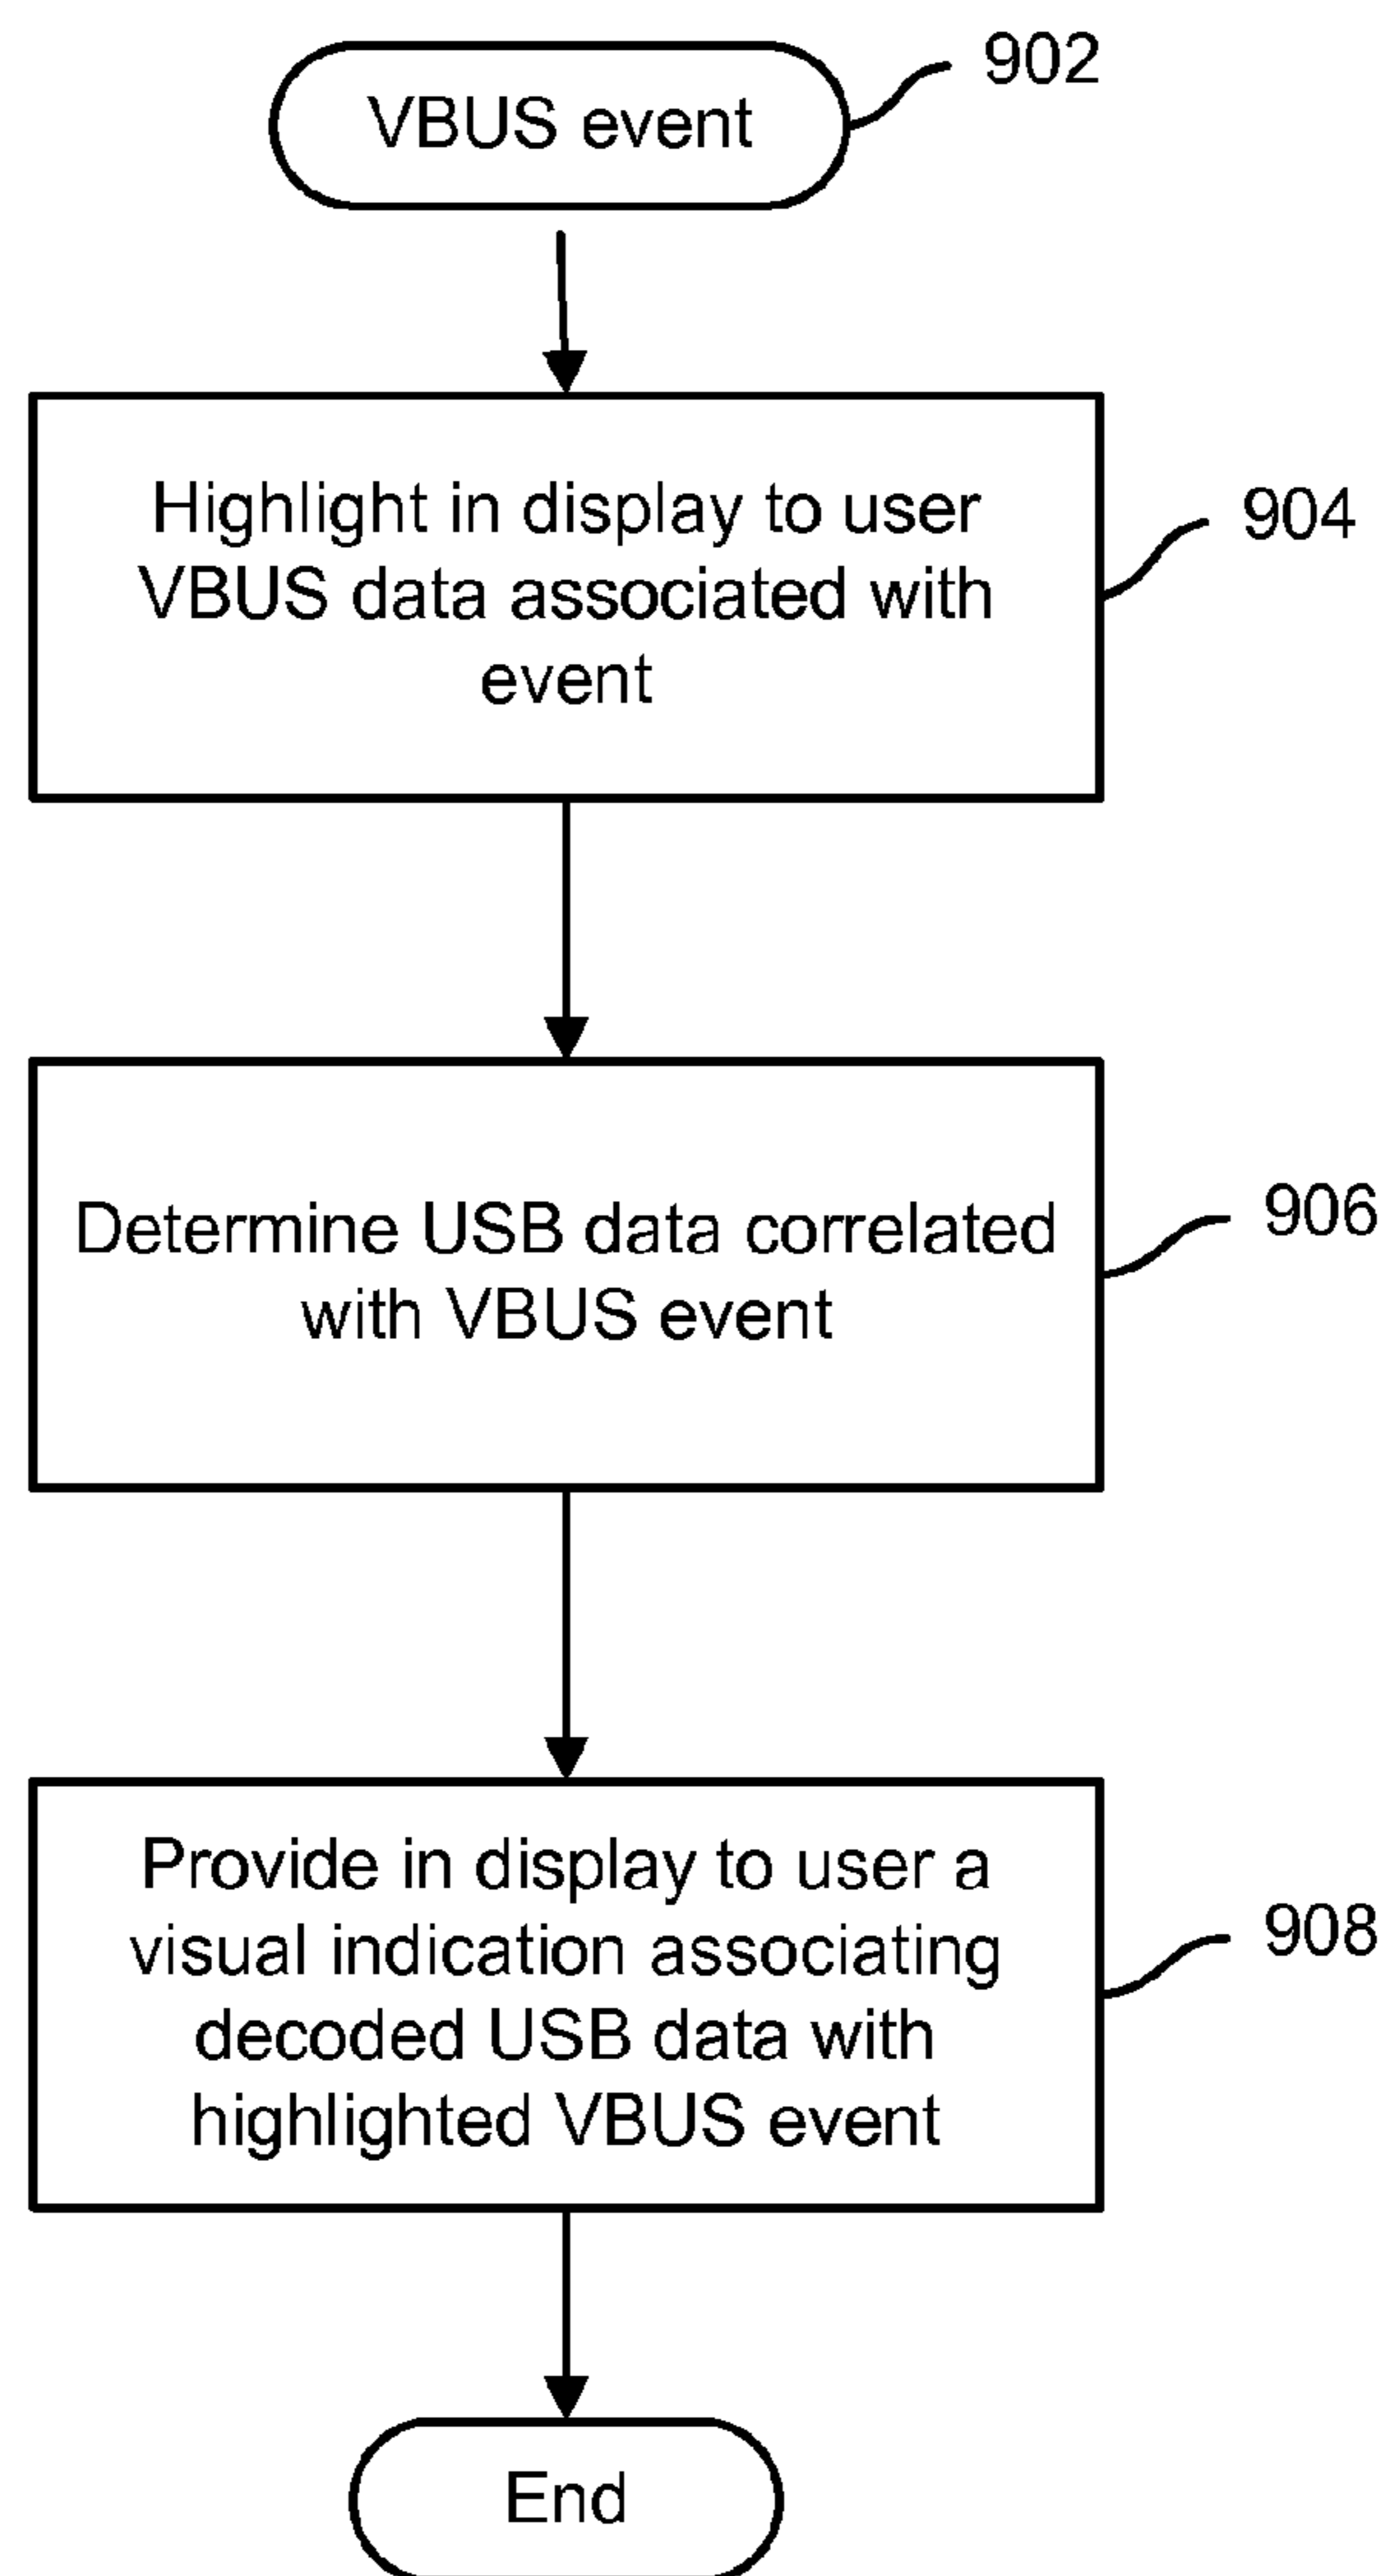 VBUS event
902
Highlight in display to user
VBUS data associated with
event
904
Determine USB data correlated
with VBUS event
906
Provide in display to user a
visual indication associating
decoded USB data with
highlighted VBUS event
908
End